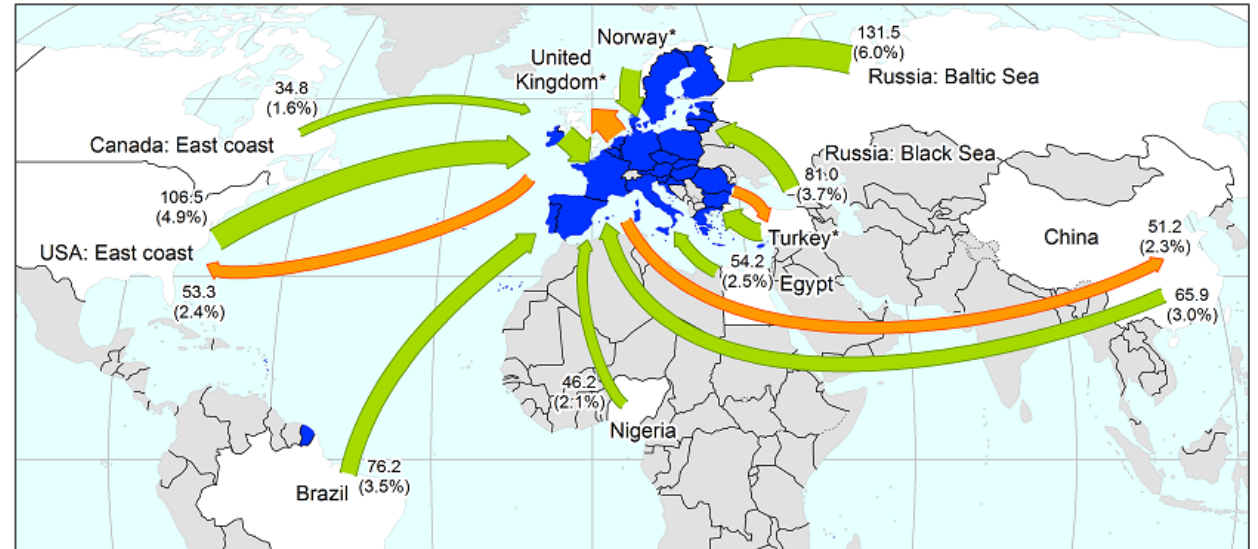 Norway*
131.5
(6.0%)
Russia: Baltic Sea
United
Kingdom*
34.8
(1.6%)
Canada: East coast
Russia: Black Sea
81.0
(3.7%)
106.5
(4.9%)
USA: East coast
53.3
(2.4%)
Turkey*
54.2
(2.5%)
Egypt
China
51.2
(2.3%)
65.9
(3.0%)
46.2
(2.1%)
Nigeria
76.2
(3.5%)
Brazil